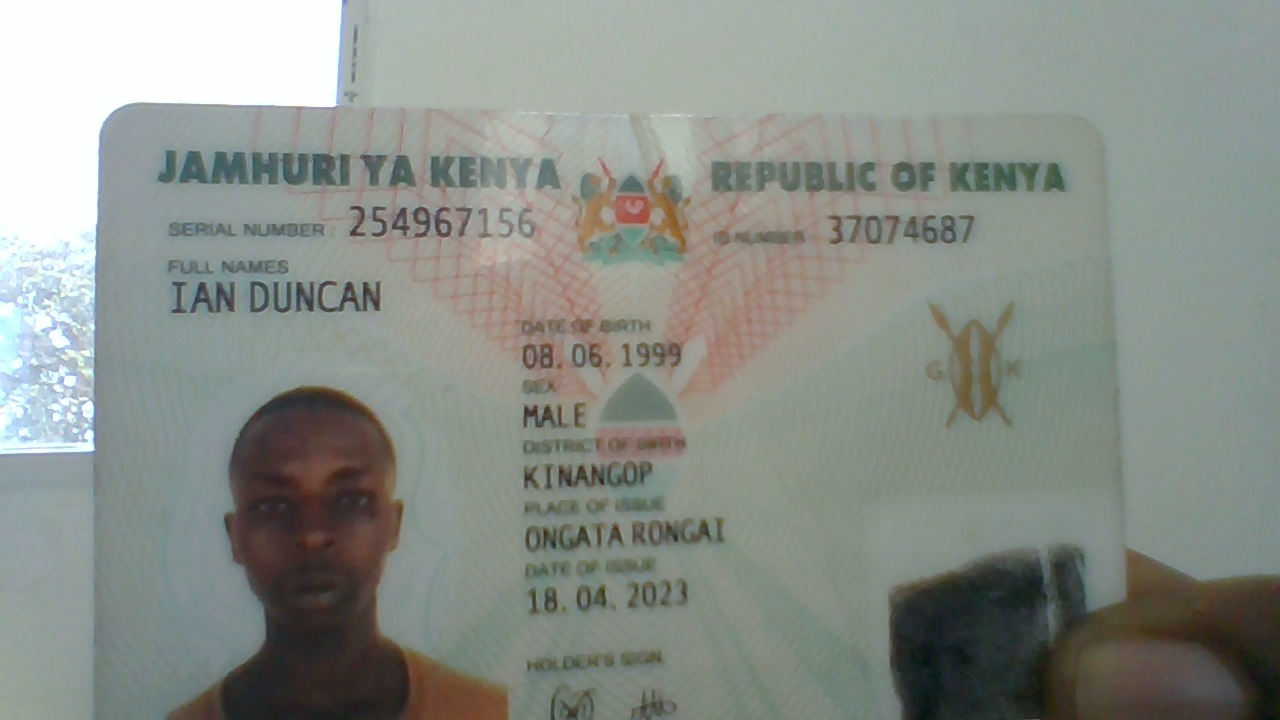 JAMHURI YA KENYA REPUBLIC OF KENYA
SERIAL NUMBER : 254967156 ID NUMBER 37074687
FULL NAMES
IAN DUNCAN
DATE OF BIRTH
08. 06. 1999
SEX
MALE
DISTRICT OF BIRTH
KINANGOP
PLACE OF ISSUE
ONGATA RONGAI
DATE OF ISSUE
18. 04. 2023
HOLDER'S SIGN
G K